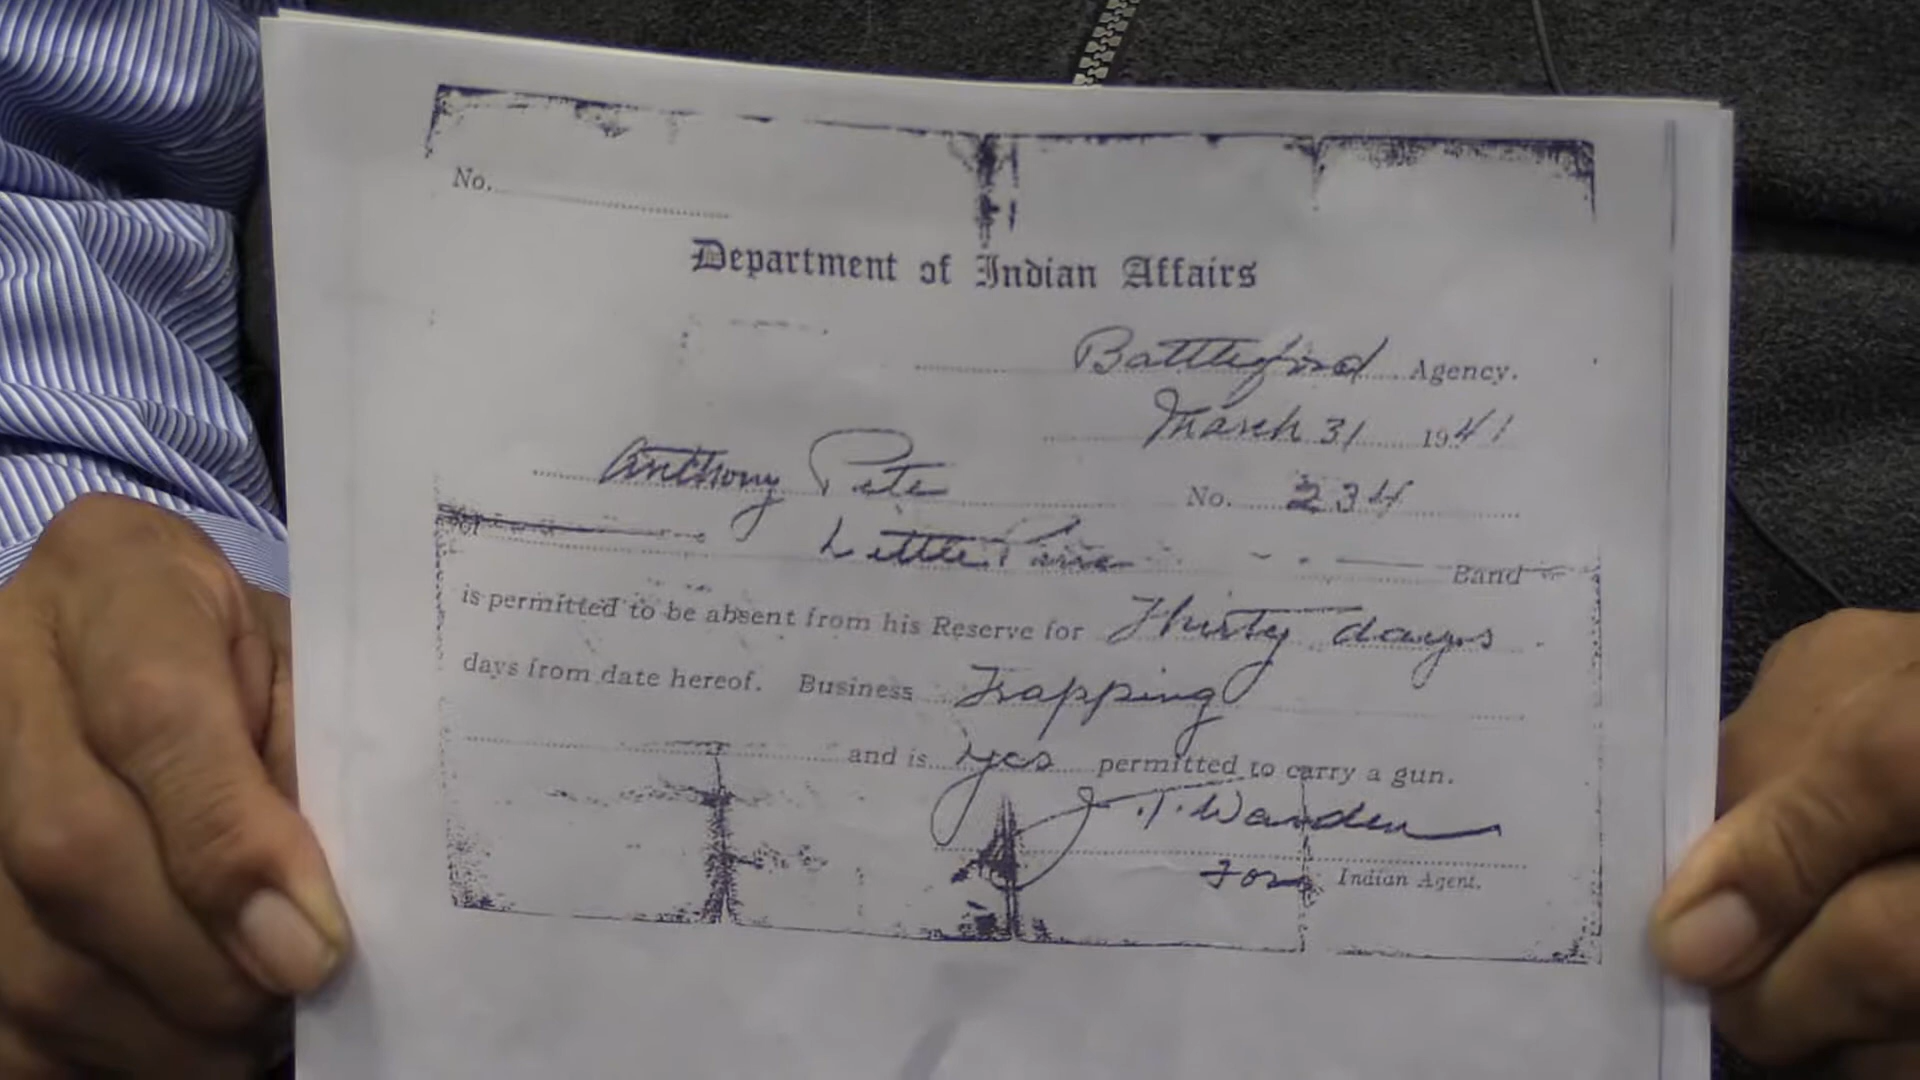 No.
Department of Indian Affairs
Battleford Agency.
March 31 1941
Anthony Pete No. 234
of Little Pine Band
is permitted to be absent from his Reserve for Thirty days
days from date hereof. Business Trapping
and is yes permitted to carry a gun.
J.T. Warden
For Indian Agent.